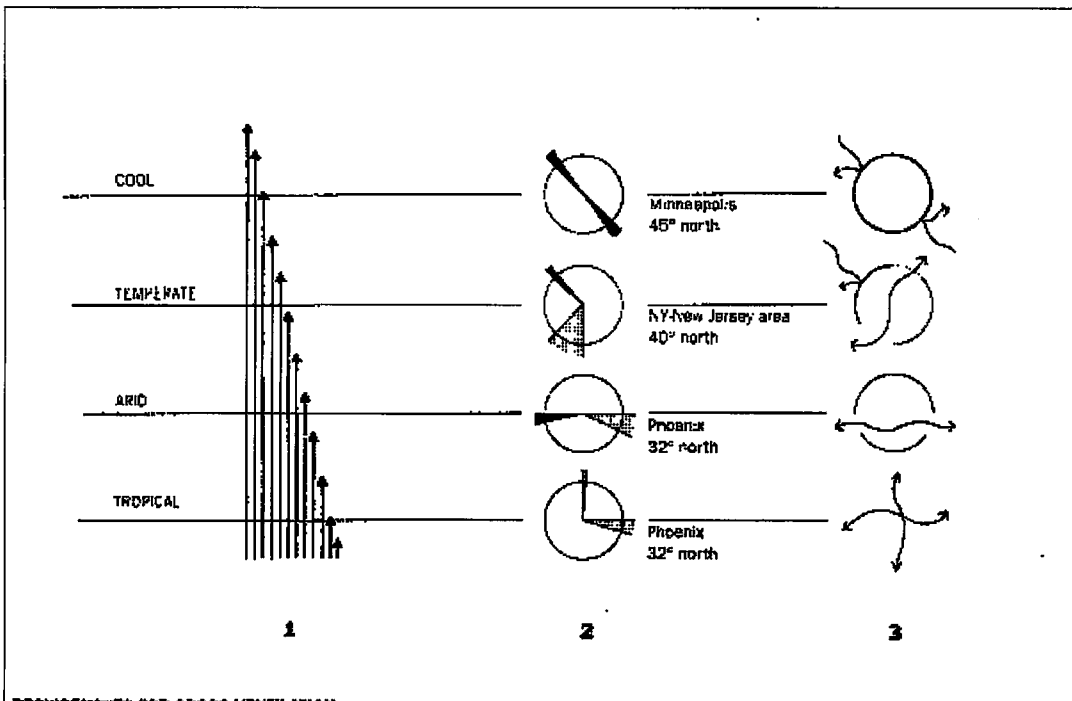 COOL
Minneapolis
45° north
TEMPERATE
NY-New Jersey area
40° north
ARID
Phoenix
32° north
TROPICAL
Phoenix
32° north
1
2
3